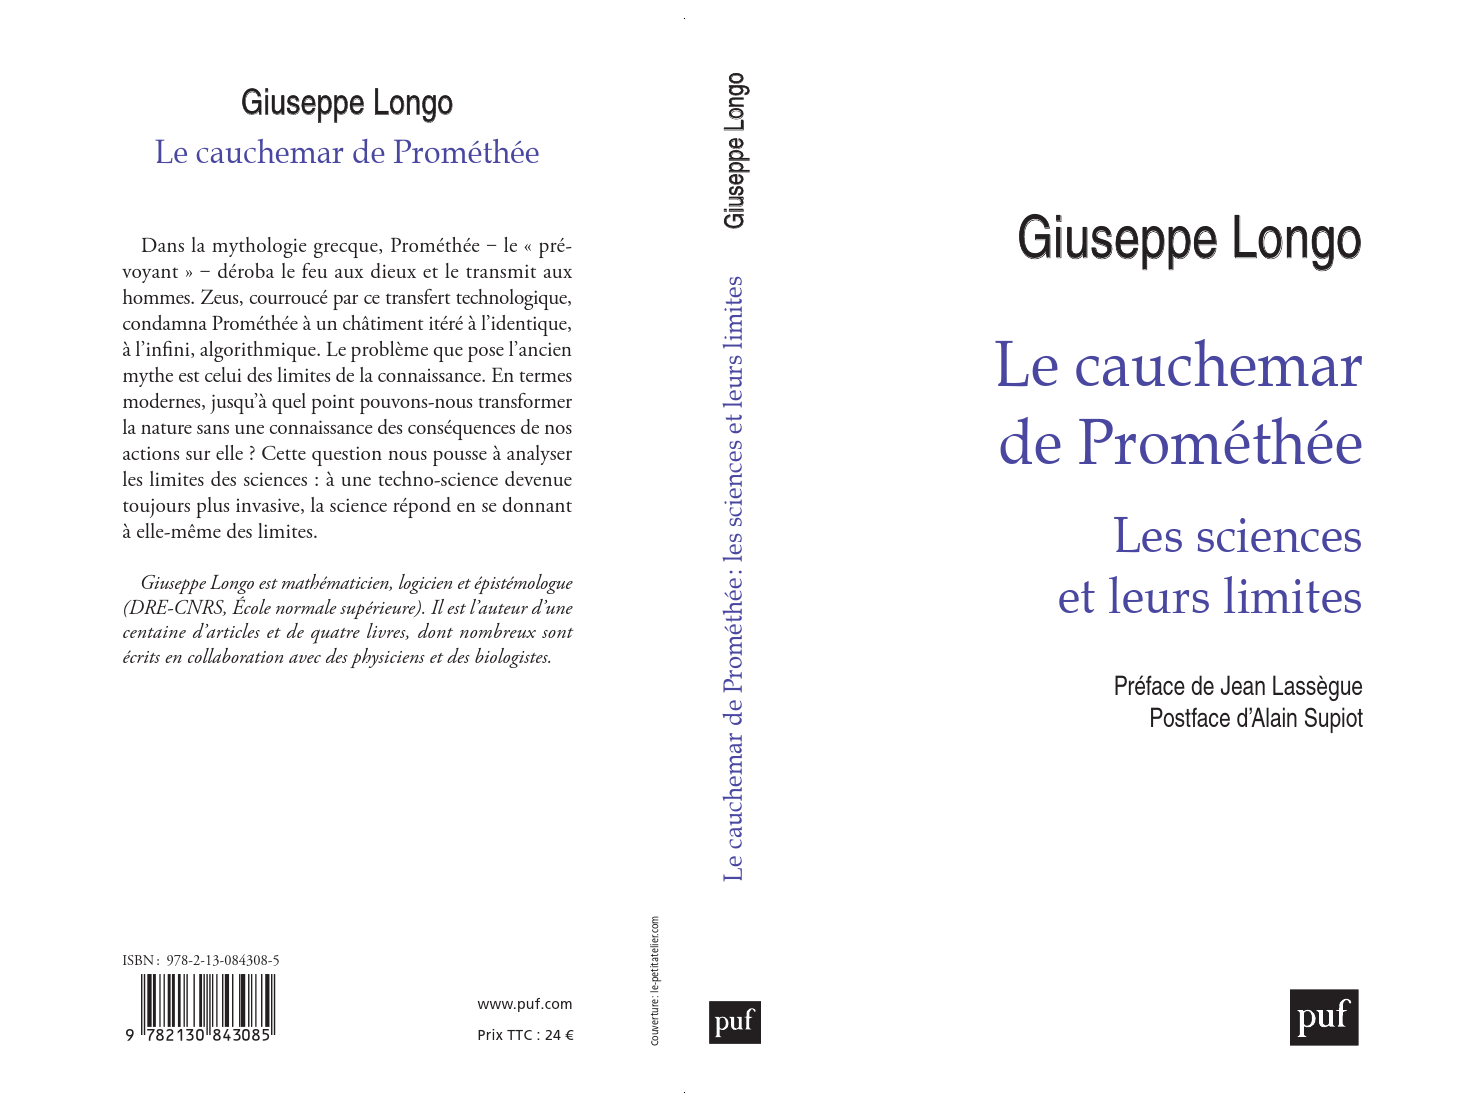 Giuseppe Longo
Le cauchemar de Prométhée
Dans la mythologie grecque, Prométhée – le « pré-
voyant » – déroba le feu aux dieux et le transmit aux
hommes. Zeus, courroucé par ce transfert technologique,
condamna Prométhée à un châtiment itéré à l’identique,
à l’infini, algorithmique. Le problème que pose l’ancien
mythe est celui des limites de la connaissance. En termes
modernes, jusqu’à quel point pouvons-nous transformer
la nature sans une connaissance des conséquences de nos
actions sur elle ? Cette question nous pousse à analyser
les limites des sciences : à une techno-science devenue
toujours plus invasive, la science répond en se donnant
à elle-même des limites.
Giuseppe Longo est mathématicien, logicien et épistémologue
(DRE-CNRS, École normale supérieure). Il est l’auteur d’une
centaine d’articles et de quatre livres, dont nombreux sont
écrits en collaboration avec des physiciens et des biologistes.
ISBN : 978-2-13-084308-5
9 782130 843085
www.puf.com
Prix TTC : 24 €
Couverture : le-petitatelier.com
Giuseppe Longo
Le cauchemar de Prométhée : les sciences et leurs limites
puf
Giuseppe Longo
Le cauchemar
de Prométhée
Les sciences
et leurs limites
Préface de Jean Lassègue
Postface d’Alain Supiot
puf